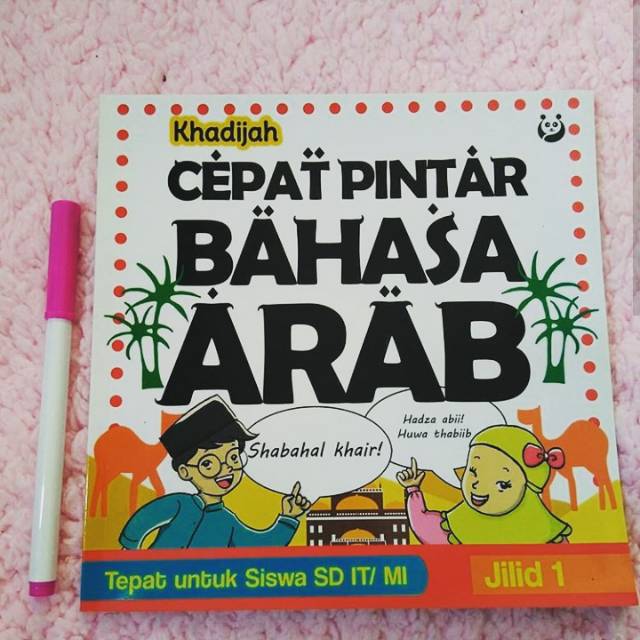 Khadijah
CEPAT PINTAR
BAHASA
ARAB
Shabahal khair!
Hadza abii!
Huwa thabiib
Tepat untuk Siswa SD IT/ MI
Jilid 1